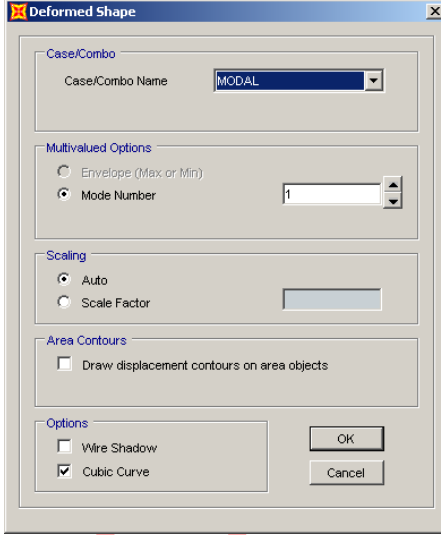 Deformed Shape
Case/Combo
Case/Combo Name MODAL
Multivalued Options
Envelope (Max or Min)
Mode Number 1
Scaling
Auto
Scale Factor
Area Contours
Draw displacement contours on area objects
Options
Wire Shadow
Cubic Curve
OK
Cancel